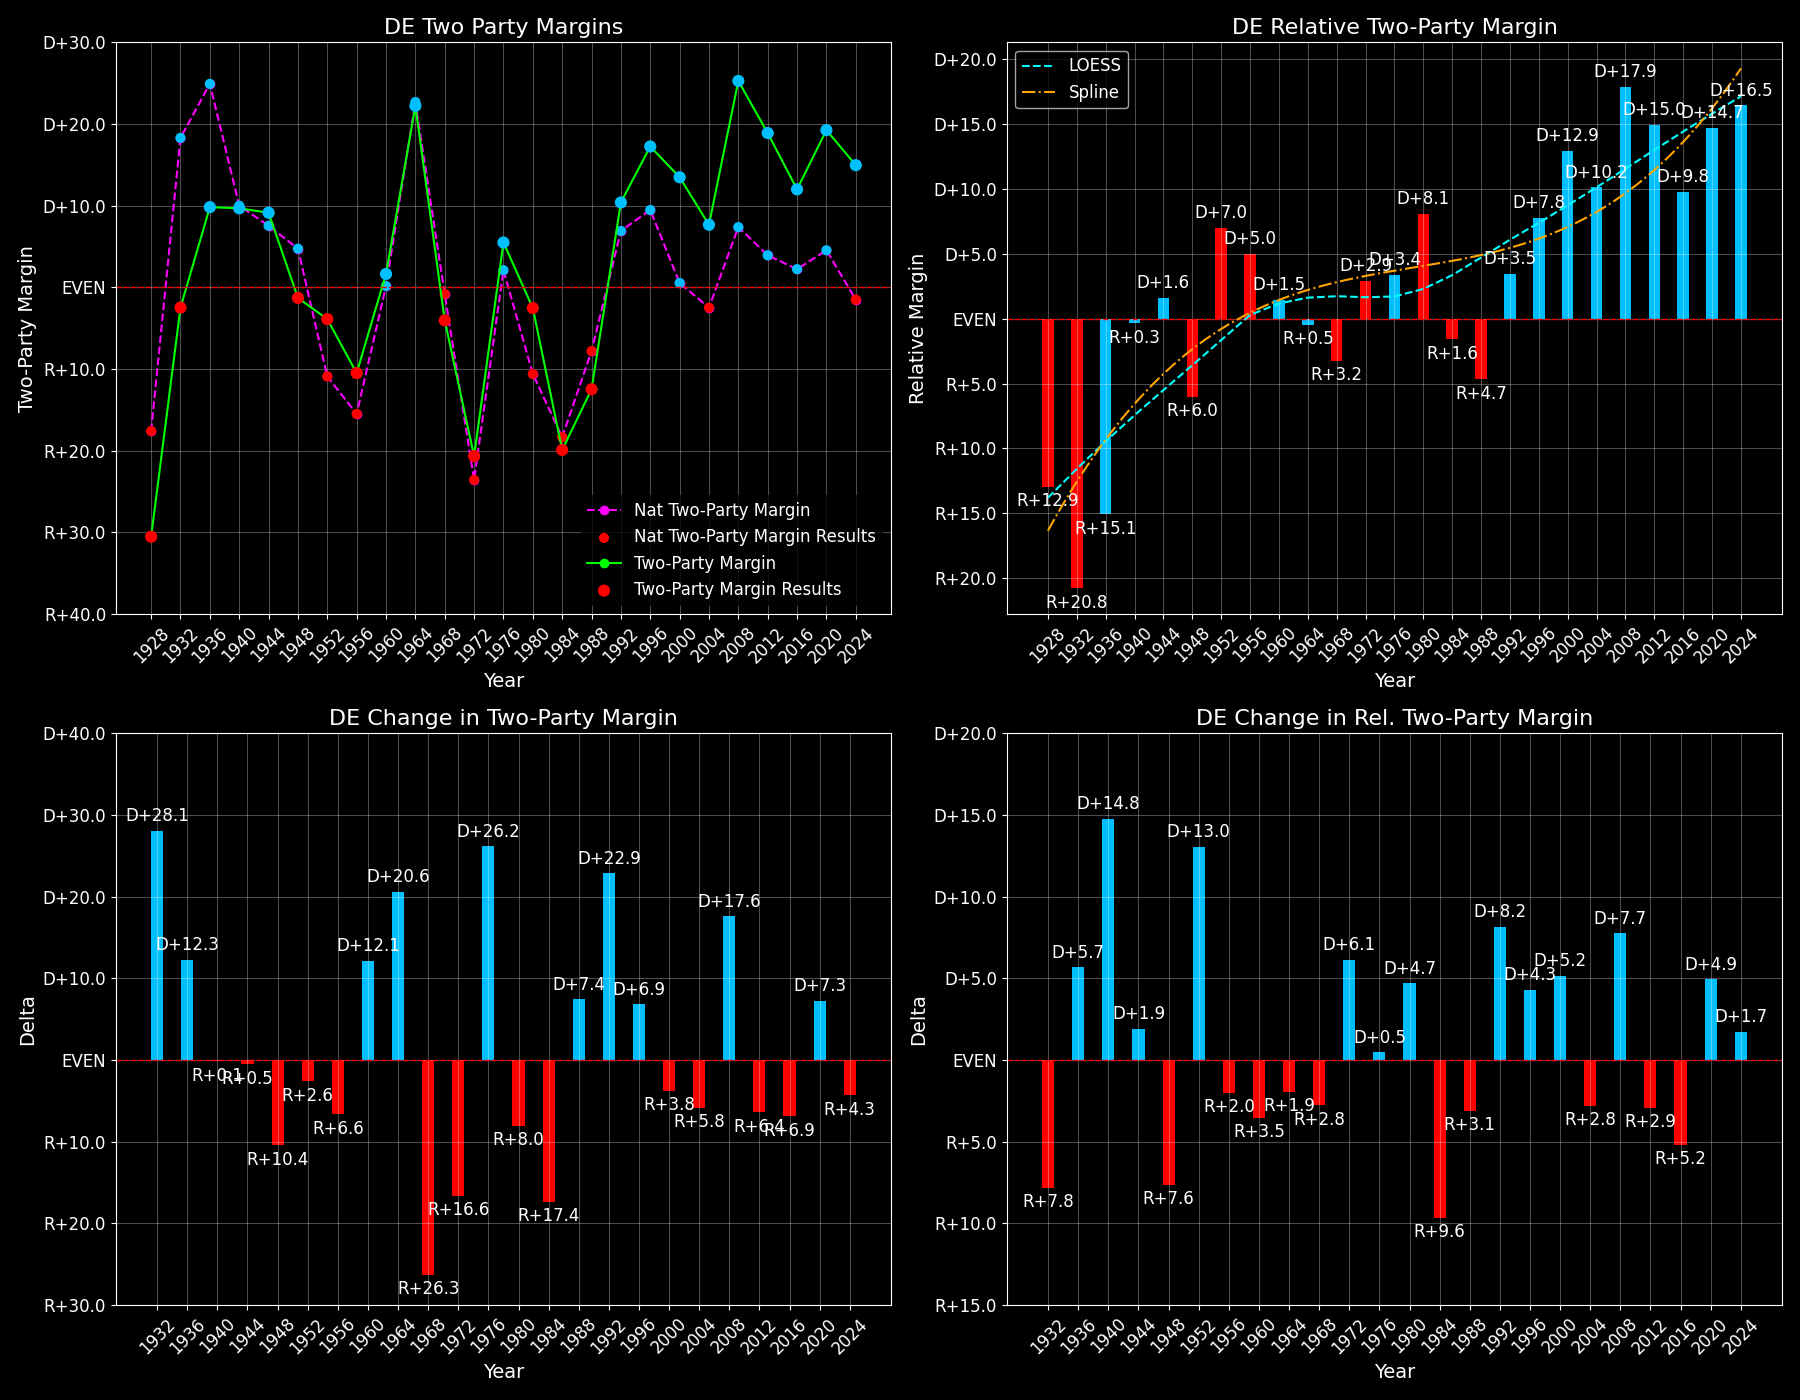 DE Two Party Margins
D+30.0
D+20.0
D+10.0
EVEN
R+10.0
R+20.0
R+30.0
R+40.0
Two-Party Margin
Nat Two-Party Margin
Nat Two-Party Margin Results
Two-Party Margin
Two-Party Margin Results
1928 1932 1936 1940 1944 1948 1952 1956 1960 1964 1968 1972 1976 1980 1984 1988 1992 1996 2000 2004 2008 2012 2016 2020 2024
Year
DE Relative Two-Party Margin
LOESS
Spline
D+20.0
D+15.0
D+10.0
D+5.0
EVEN
R+5.0
R+10.0
R+15.0
R+20.0
Relative Margin
R+12.9
R+20.8
R+15.1
R+0.3
D+1.6
R+6.0
D+7.0
D+5.0
D+1.5
R+0.5
R+3.2
D+2.9
D+3.4
D+8.1
R+1.6
R+4.7
D+3.5
D+7.8
D+12.9
D+10.2
D+17.9
D+15.0
D+9.8
D+14.7
D+16.5
1928 1932 1936 1940 1944 1948 1952 1956 1960 1964 1968 1972 1976 1980 1984 1988 1992 1996 2000 2004 2008 2012 2016 2020 2024
Year
DE Change in Two-Party Margin
D+40.0
D+30.0
D+20.0
D+10.0
EVEN
R+10.0
R+20.0
R+30.0
Delta
D+28.1
D+12.3
R+0.1
R+0.5
R+10.4
R+2.6
R+6.6
D+12.1
D+20.6
R+26.3
R+16.6
D+26.2
R+8.0
R+17.4
D+7.4
D+22.9
D+6.9
R+3.8
R+5.8
D+17.6
R+6.4
R+6.9
D+7.3
R+4.3
1932 1936 1940 1944 1948 1952 1956 1960 1964 1968 1972 1976 1980 1984 1988 1992 1996 2000 2004 2008 2012 2016 2020 2024
Year
DE Change in Rel. Two-Party Margin
D+20.0
D+15.0
D+10.0
D+5.0
EVEN
R+5.0
R+10.0
R+15.0
Delta
R+7.8
D+5.7
D+14.8
D+1.9
R+7.6
D+13.0
R+2.0
R+3.5
R+1.9
R+2.8
D+6.1
D+0.5
D+4.7
R+9.6
R+3.1
D+8.2
D+4.3
D+5.2
R+2.8
D+7.7
R+2.9
R+5.2
D+4.9
D+1.7
1932 1936 1940 1944 1948 1952 1956 1960 1964 1968 1972 1976 1980 1984 1988 1992 1996 2000 2004 2008 2012 2016 2020 2024
Year